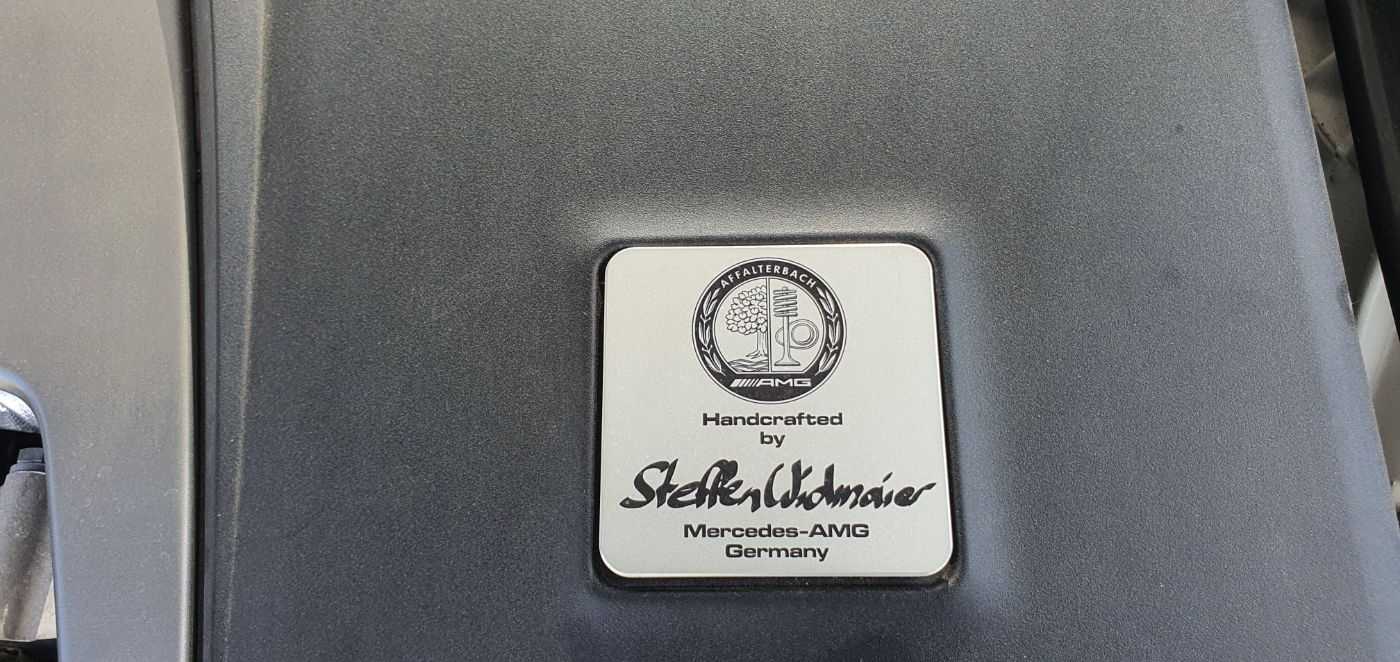 AFFALTERBACH
AMG
Handcrafted
by
Steffen Widmaier
Mercedes-AMG
Germany